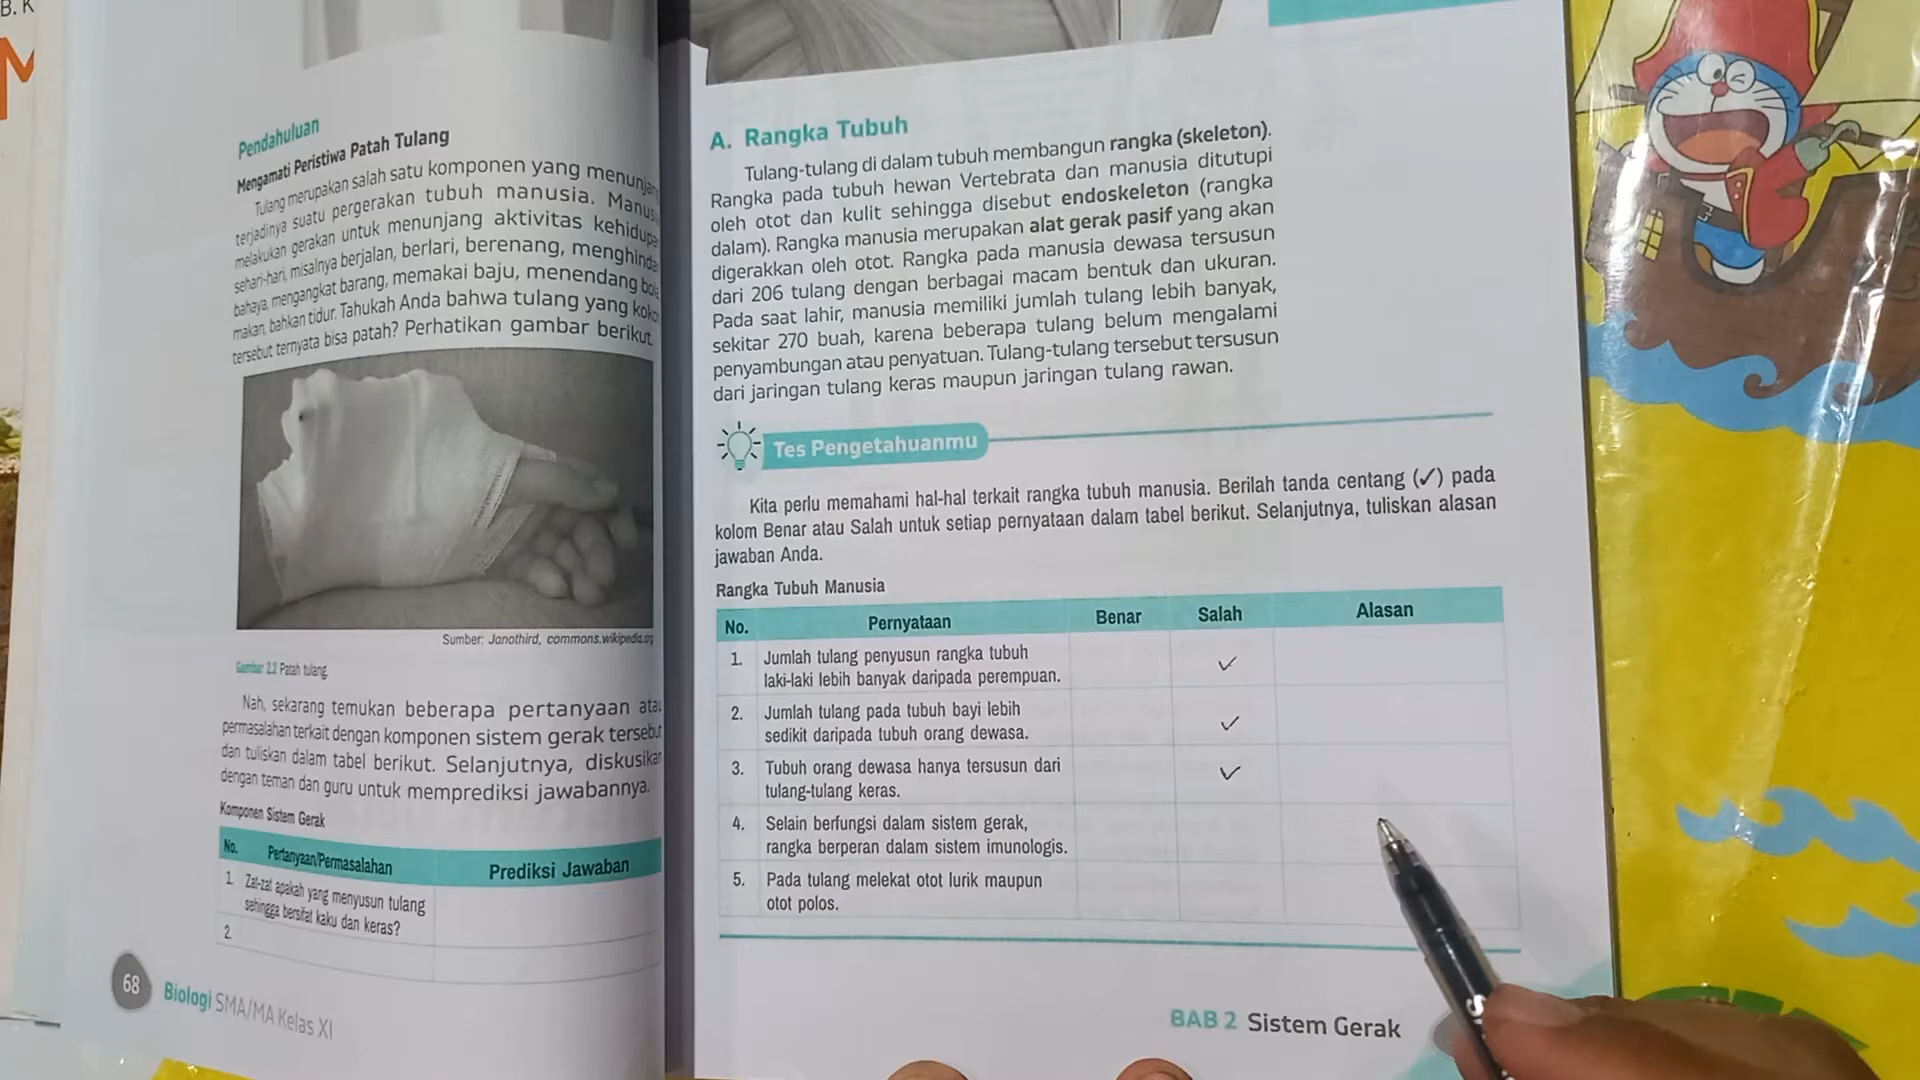 B. K
M
Pendahuluan
Mengamati Peristiwa Patah Tulang
Tulang merupakan salah satu komponen yang menunjang
terjadinya suatu pergerakan tubuh manusia. Manus
melakukan gerakan untuk menunjang aktivitas kehidupa
sehari-hari, misalnya berjalan, berlari, berenang, menghinda
bahaya, mengangkat barang, memakai baju, menendang bola
makan, bahkan tidur. Tahukah Anda bahwa tulang yang koko
tersebut ternyata bisa patah? Perhatikan gambar berikut.
Sumber: Janothird, commons.wikipedia.org
Gambar 2.2 Patah tulang.
Nah, sekarang temukan beberapa pertanyaan ata
permasalahan terkait dengan komponen sistem gerak tersebut
dan tuliskan dalam tabel berikut. Selanjutnya, diskusikan
dengan teman dan guru untuk memprediksi jawabannya.
Komponen Sistem Gerak
No. Pertanyaan/Permasalahan Prediksi Jawaban
1. Zat-zat apakah yang menyusun tulang
sehingga bersifat kaku dan keras?
2.
68 Biologi SMA/MA Kelas XI
A. Rangka Tubuh
Tulang-tulang di dalam tubuh membangun rangka (skeleton).
Rangka pada tubuh hewan Vertebrata dan manusia ditutupi
oleh otot dan kulit sehingga disebut endoskeleton (rangka
dalam). Rangka manusia merupakan alat gerak pasif yang akan
digerakkan oleh otot. Rangka pada manusia dewasa tersusun
dari 206 tulang dengan berbagai macam bentuk dan ukuran.
Pada saat lahir, manusia memiliki jumlah tulang lebih banyak,
sekitar 270 buah, karena beberapa tulang belum mengalami
penyambungan atau penyatuan. Tulang-tulang tersebut tersusun
dari jaringan tulang keras maupun jaringan tulang rawan.
Tes Pengetahuanmu
Kita perlu memahami hal-hal terkait rangka tubuh manusia. Berilah tanda centang (✓) pada
kolom Benar atau Salah untuk setiap pernyataan dalam tabel berikut. Selanjutnya, tuliskan alasan
jawaban Anda.
Rangka Tubuh Manusia
No. Pernyataan Benar Salah Alasan
1. Jumlah tulang penyusun rangka tubuh
laki-laki lebih banyak daripada perempuan. ✓
2. Jumlah tulang pada tubuh bayi lebih
sedikit daripada tubuh orang dewasa. ✓
3. Tubuh orang dewasa hanya tersusun dari
tulang-tulang keras. ✓
4. Selain berfungsi dalam sistem gerak,
rangka berperan dalam sistem imunologis.
5. Pada tulang melekat otot lurik maupun
otot polos.
BAB 2 Sistem Gerak